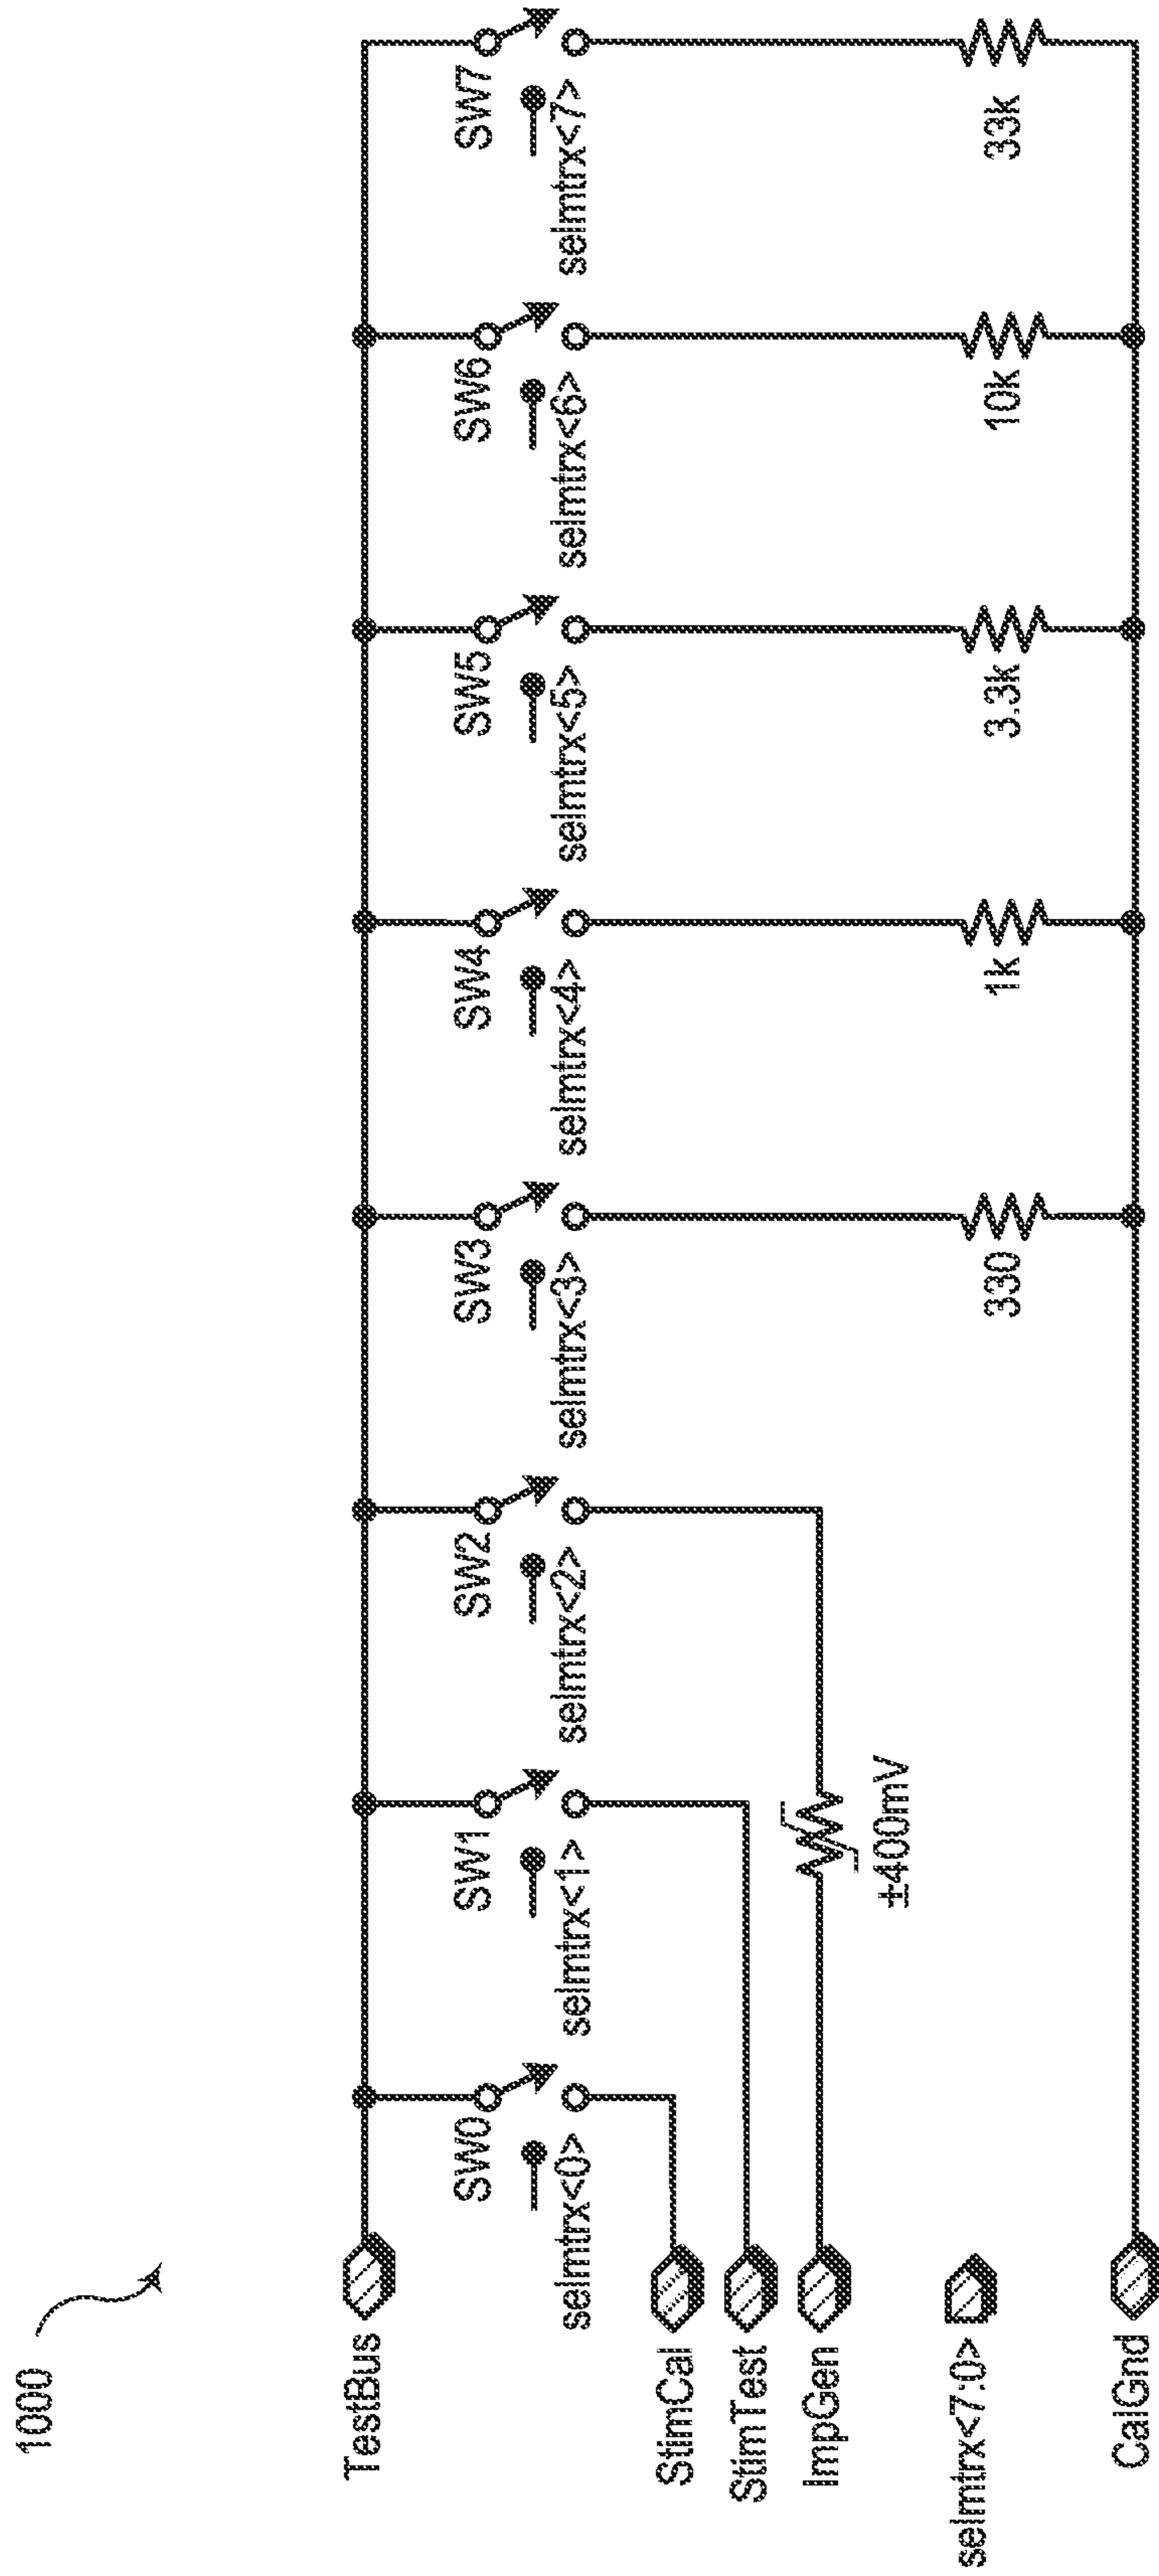 1000
TestBus
SW0
SW1
SW2
SW3
SW4
SW5
SW6
SW7
selmtrx<0>
selmtrx<1>
selmtrx<2>
selmtrx<3>
selmtrx<4>
selmtrx<5>
selmtrx<6>
selmtrx<7>
StimCal
StimTest
ImpGen
±400mV
selmtrx<7:0>
330
1k
3.3k
10k
33k
CalGnd